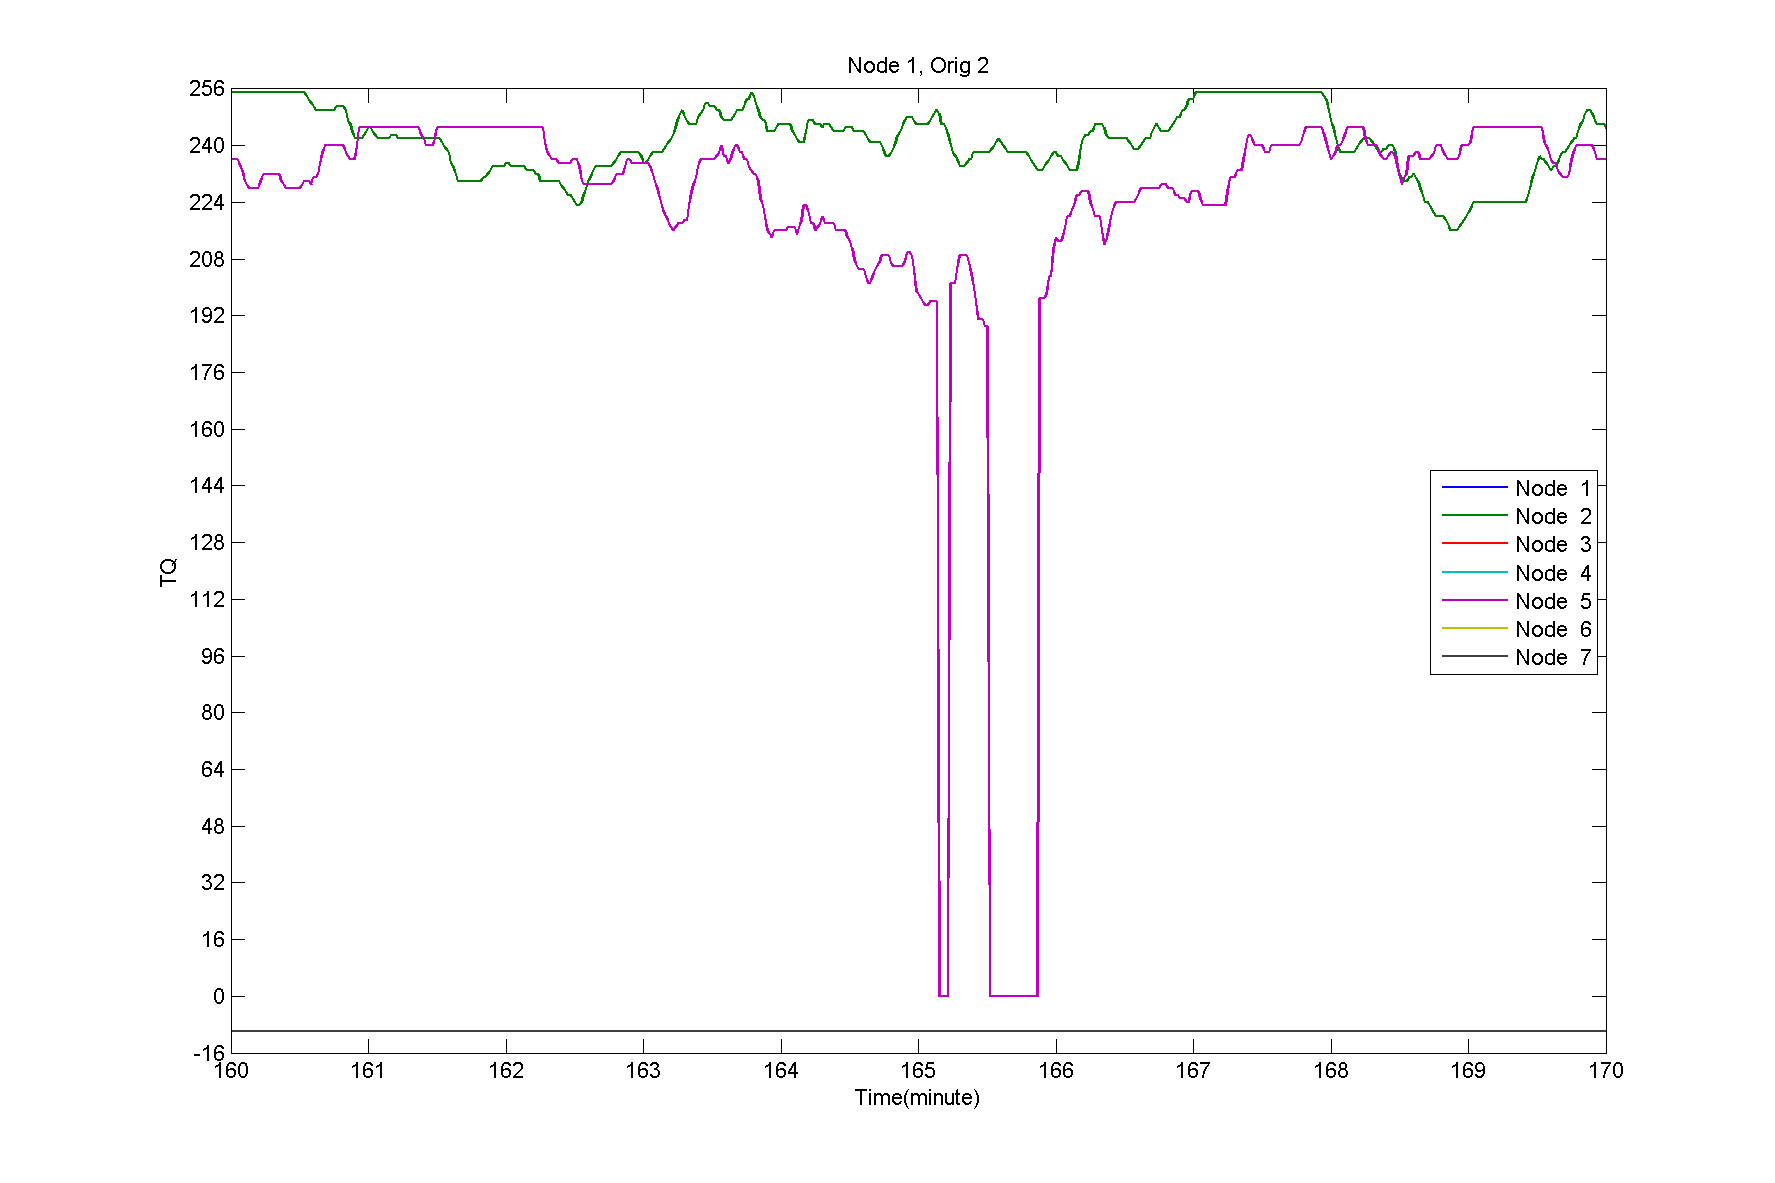 Node 1, Orig 2
256
240
224
208
192
176
160
144
128
112
96
80
64
48
32
16
0
-16
TQ
Node 1
Node 2
Node 3
Node 4
Node 5
Node 6
Node 7
160 161 162 163 164 165 166 167 168 169 170
Time(minute)